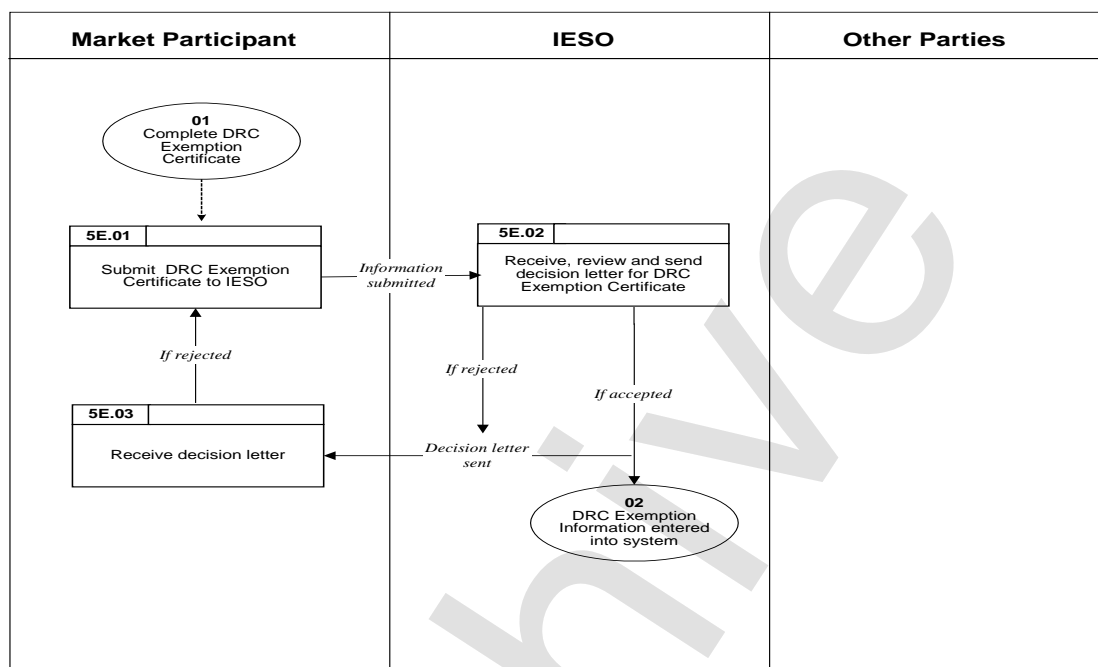 Market Participant
IESO
Other Parties
01
Complete DRC
Exemption
Certificate
5E.01
Submit DRC Exemption
Certificate to IESO
Information
submitted
5E.02
Receive, review and send
decision letter for DRC
Exemption Certificate
If rejected
If rejected
If accepted
5E.03
Receive decision letter
Decision letter
sent
02
DRC Exemption
Information entered
into system
hive